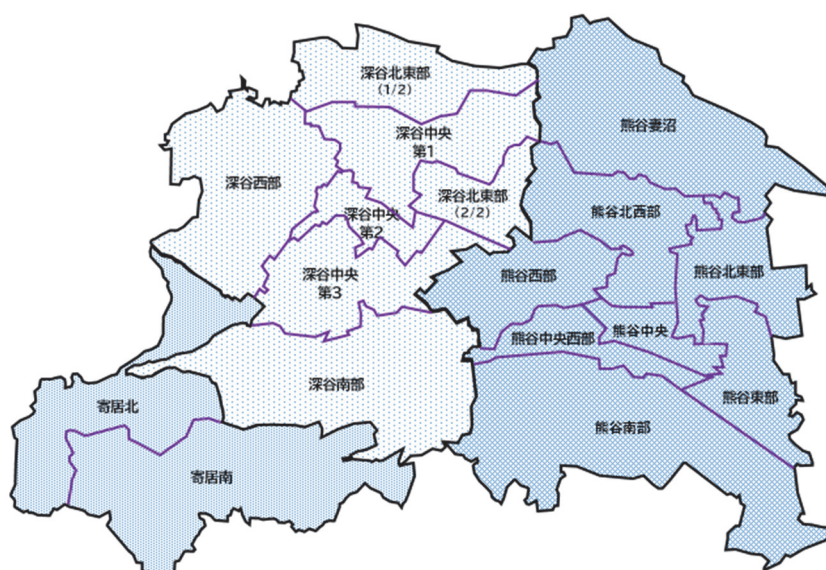 深谷北東部
(1/2)
熊谷妻沼
深谷中央
第1
深谷西部
深谷北東部
(2/2)
深谷中央
第2
熊谷北西部
深谷中央
第3
熊谷西部
熊谷北東部
熊谷中央西部
熊谷中央
深谷南部
熊谷東部
寄居北
熊谷南部
寄居南